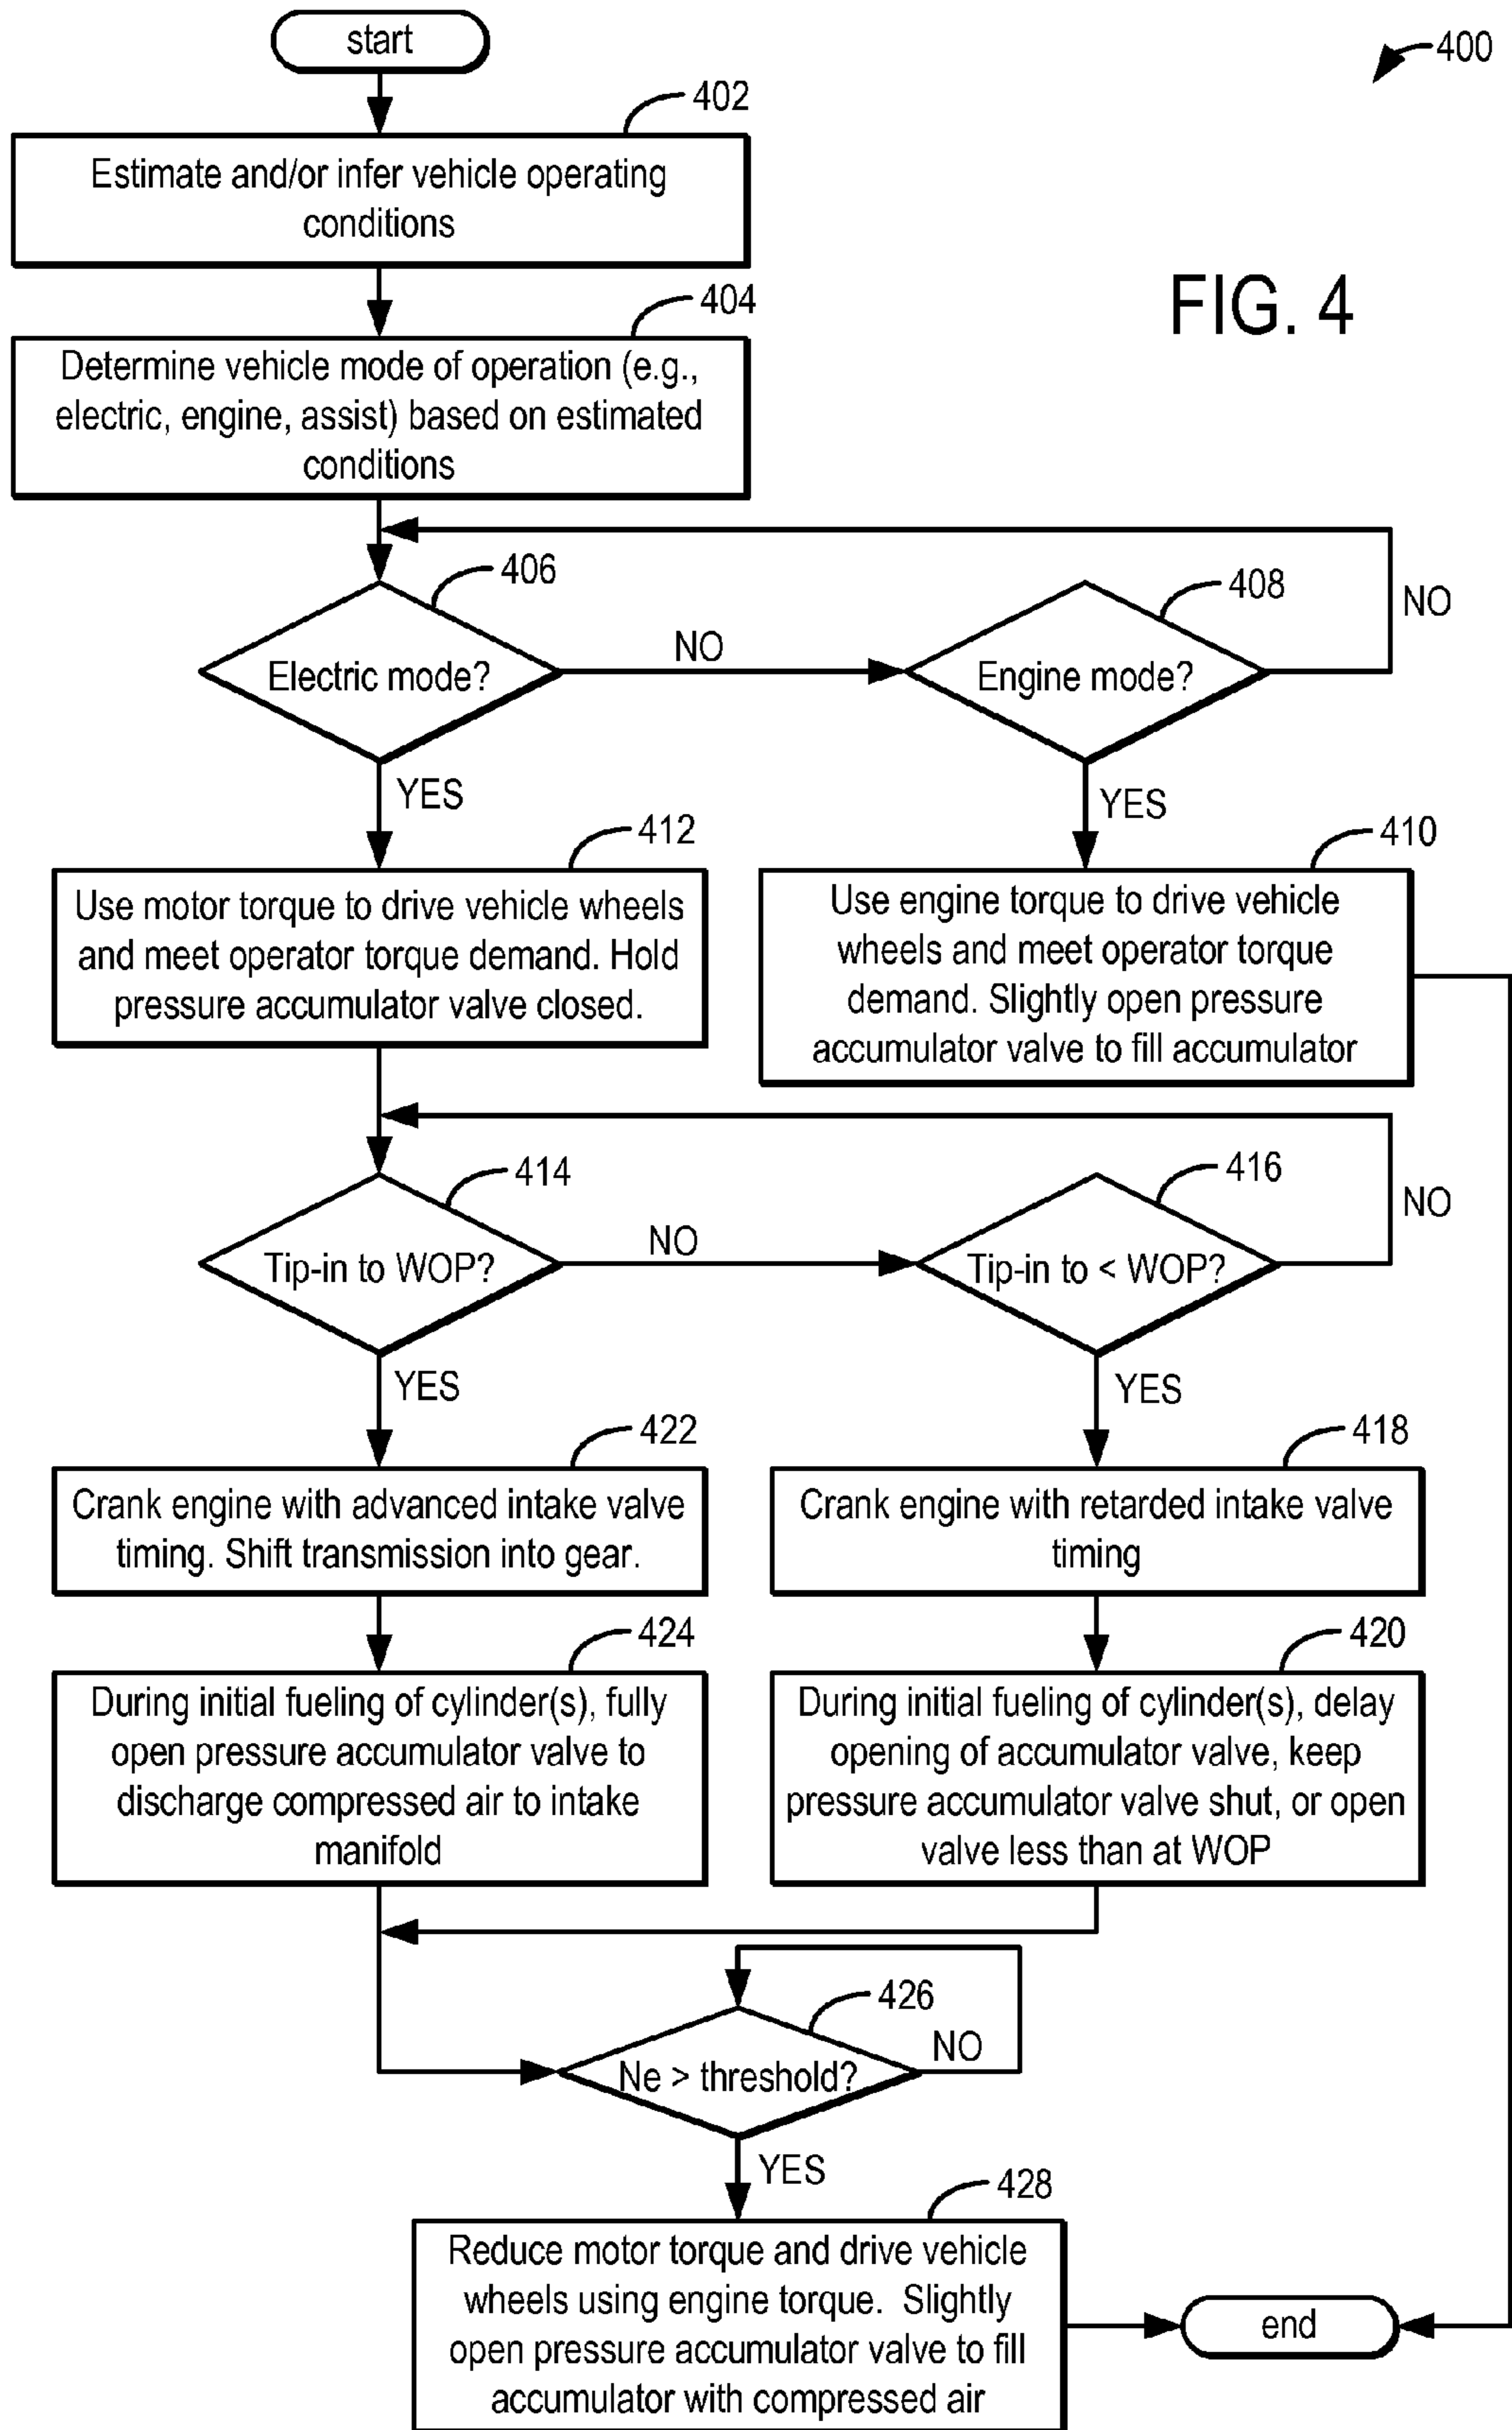 start
400
402
Estimate and/or infer vehicle operating
conditions
FIG. 4
404
Determine vehicle mode of operation (e.g.,
electric, engine, assist) based on estimated
conditions
406
Electric mode?
NO
408
Engine mode?
NO
YES
YES
412
Use motor torque to drive vehicle wheels
and meet operator torque demand. Hold
pressure accumulator valve closed.
410
Use engine torque to drive vehicle
wheels and meet operator torque
demand. Slightly open pressure
accumulator valve to fill accumulator
414
Tip-in to WOP?
NO
416
Tip-in to < WOP?
NO
YES
YES
422
Crank engine with advanced intake valve
timing. Shift transmission into gear.
418
Crank engine with retarded intake valve
timing
424
During initial fueling of cylinder(s), fully
open pressure accumulator valve to
discharge compressed air to intake
manifold
420
During initial fueling of cylinder(s), delay
opening of accumulator valve, keep
pressure accumulator valve shut, or open
valve less than at WOP
426
Ne > threshold?
NO
YES
428
Reduce motor torque and drive vehicle
wheels using engine torque. Slightly
open pressure accumulator valve to fill
accumulator with compressed air
end